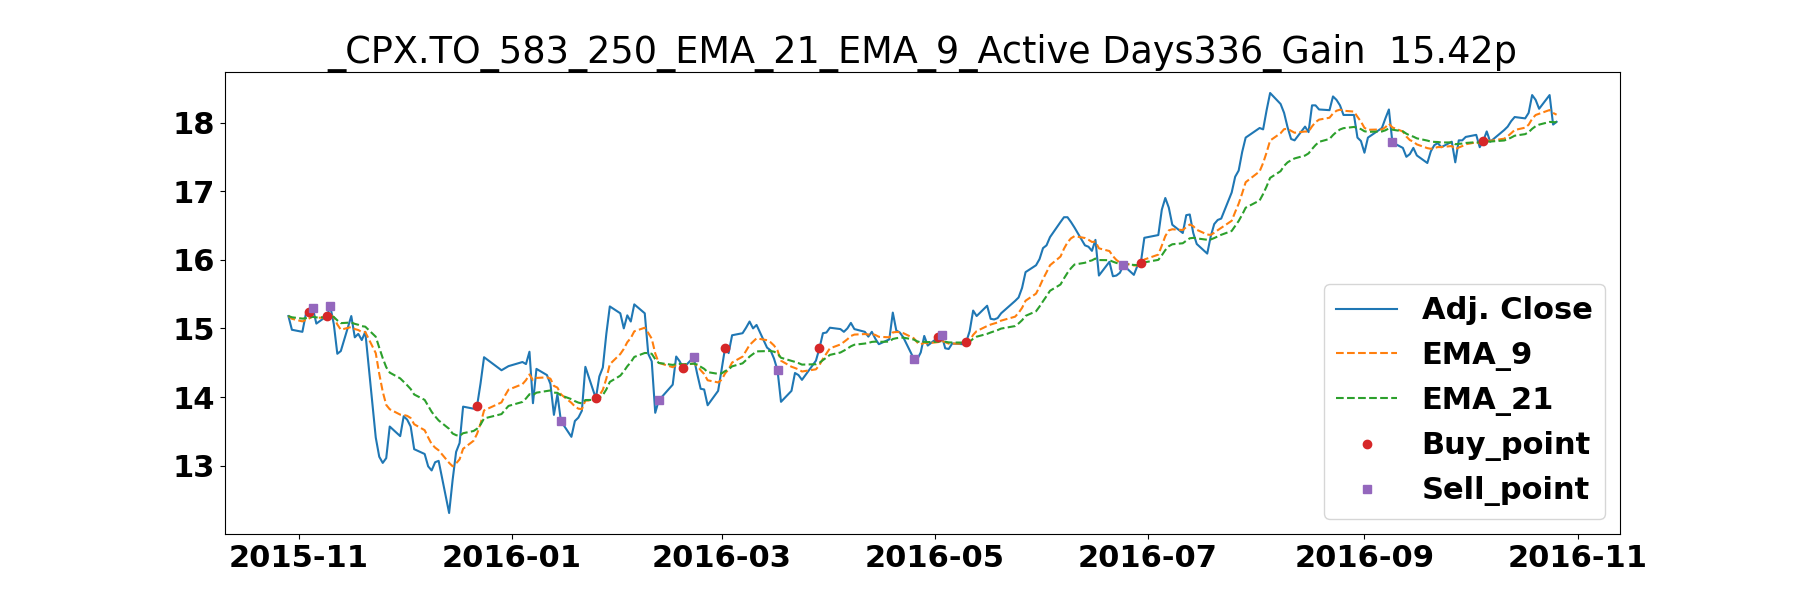 _CPX.TO_583_250_EMA_21_EMA_9_Active Days336_Gain  15.42p
18
17
16
15
14
13
Adj. Close
EMA_9
EMA_21
Buy_point
Sell_point
2015-11 2016-01 2016-03 2016-05 2016-07 2016-09 2016-11